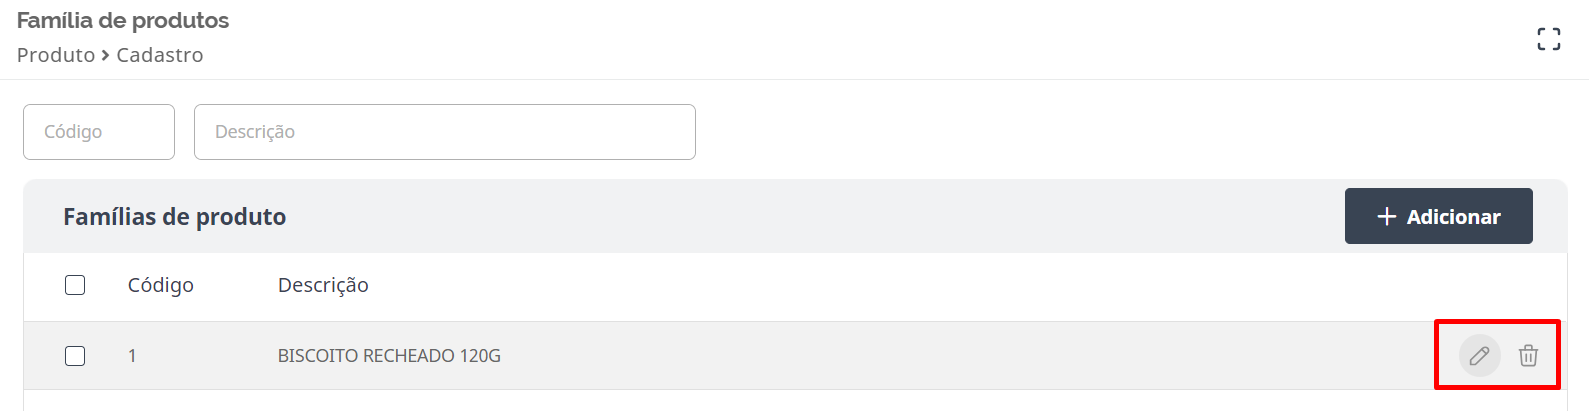 Família de produtos
Produto > Cadastro
Código Descrição
Famílias de produto + Adicionar
Código Descrição
1 BISCOITO RECHEADO 120G